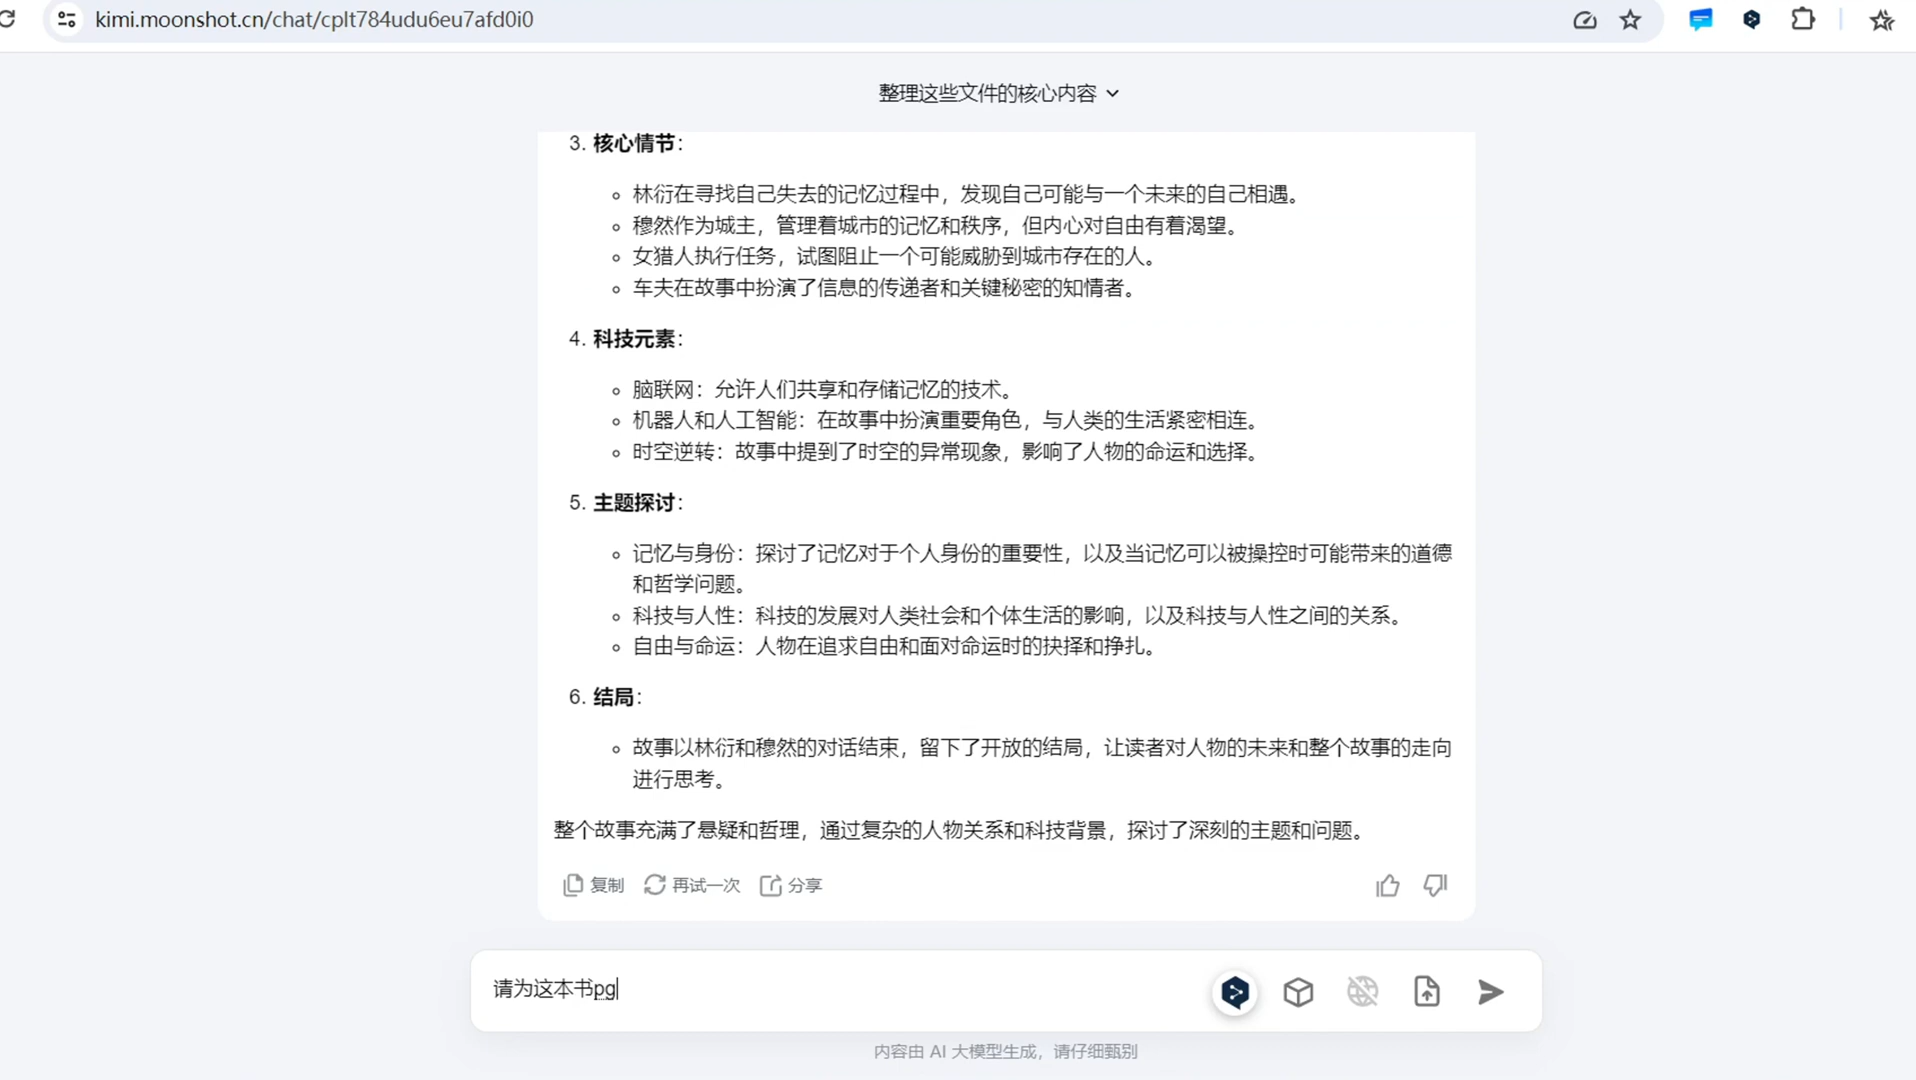 kimi.moonshot.cn/chat/cplt784udu6eu7afd0i0
整理这些文件的核心内容
3. 核心情节：
林衍在寻找自己失去的记忆过程中，发现自己可能与一个未来的自己相遇。
穆然作为城主，管理着城市的记忆和秩序，但内心对自由有着渴望。
女猎人执行任务，试图阻止一个可能威胁到城市存在的人。
车夫在故事中扮演了信息的传递者和关键秘密的知情者。
4. 科技元素：
脑联网：允许人们共享和存储记忆的技术。
机器人和人工智能：在故事中扮演重要角色，与人类的生活紧密相连。
时空逆转：故事中提到了时空的异常现象，影响了人物的命运和选择。
5. 主题探讨：
记忆与身份：探讨了记忆对于个人身份的重要性，以及当记忆可以被操控时可能带来的道德
和哲学问题。
科技与人性：科技的发展对人类社会和个体生活的影响，以及科技与人性之间的关系。
自由与命运：人物在追求自由和面对命运时的抉择和挣扎。
6. 结局：
故事以林衍和穆然的对话结束，留下了开放的结局，让读者对人物的未来和整个故事的走向
进行思考。
整个故事充满了悬疑和哲理，通过复杂的人物关系和科技背景，探讨了深刻的主题和问题。
复制 再试一次 分享
请为这本书pg
内容由 AI 大模型生成，请仔细甄别